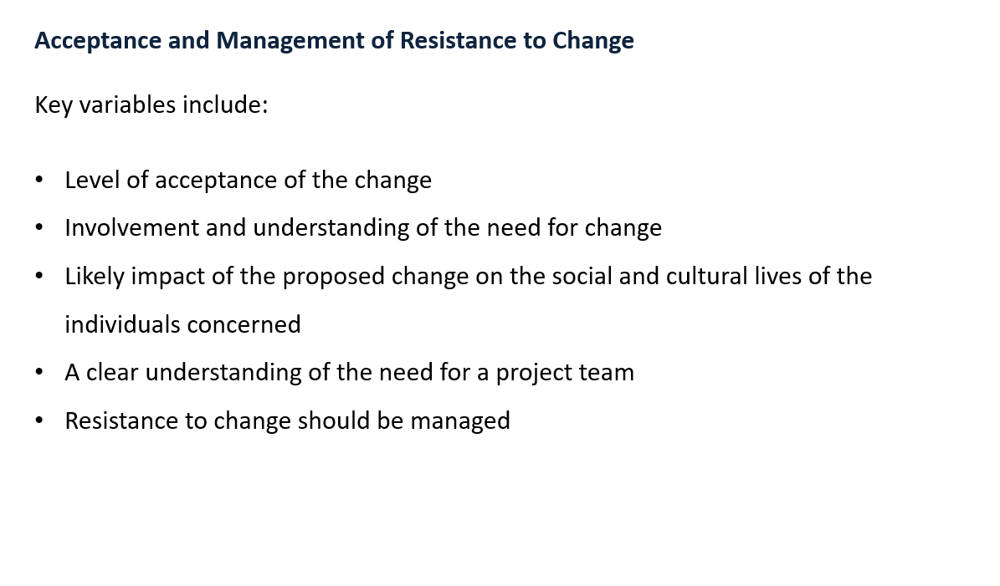 Acceptance and Management of Resistance to Change
Key variables include:
• Level of acceptance of the change
• Involvement and understanding of the need for change
• Likely impact of the proposed change on the social and cultural lives of the
individuals concerned
• A clear understanding of the need for a project team
• Resistance to change should be managed